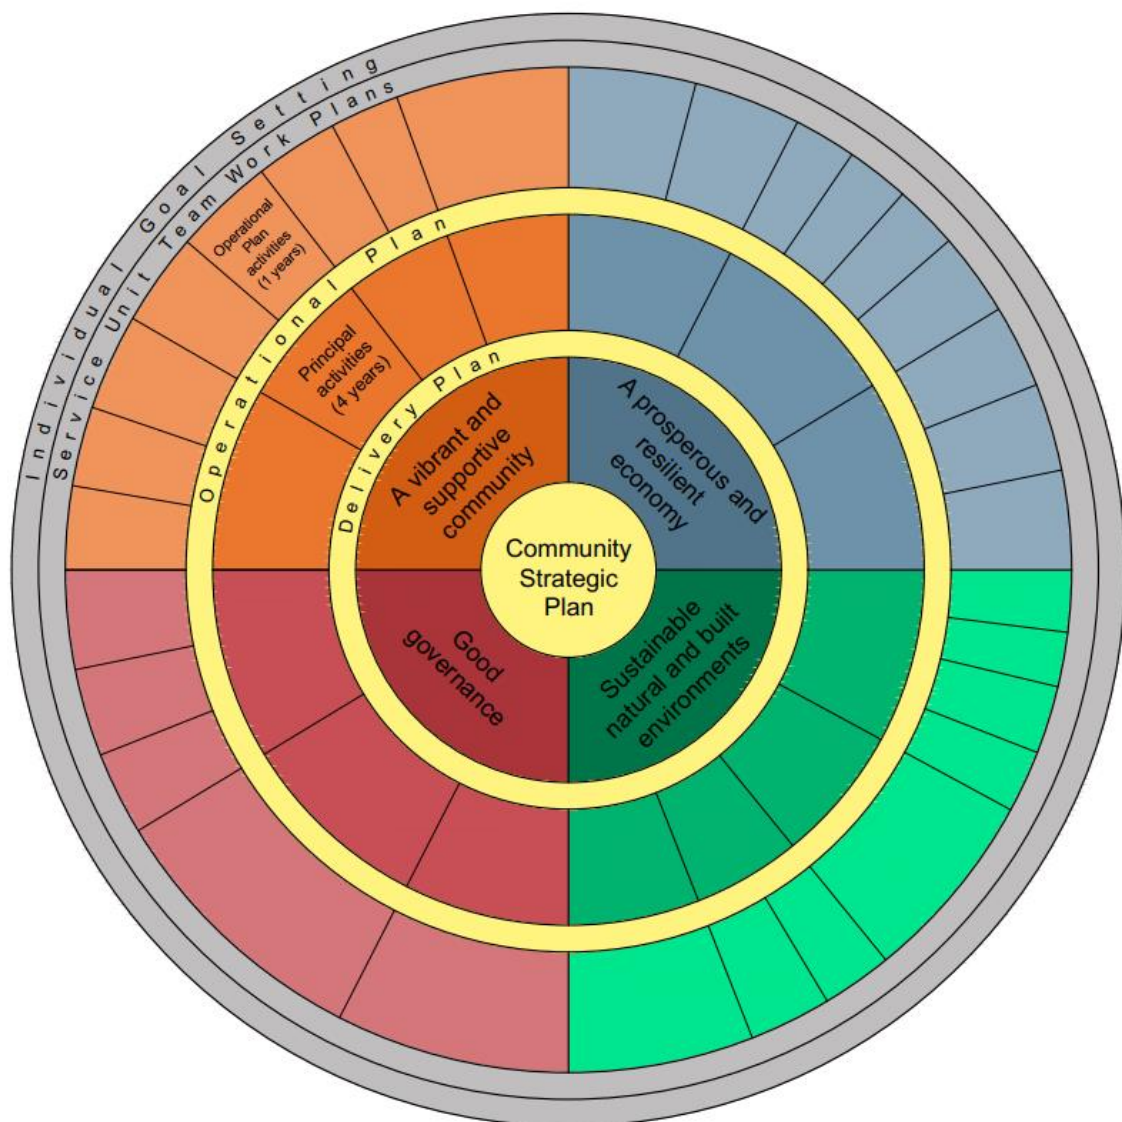 Individual Goal Setting
Service Unit Team Work Plans
Operational
Plan
activities
(1 years)
Operational Plan
Principal
activities
(4 years)
Delivery Plan
A vibrant and
supportive
community
A prosperous and
resilient
economy
Community
Strategic
Plan
Good
governance
Sustainable
natural and built
environments